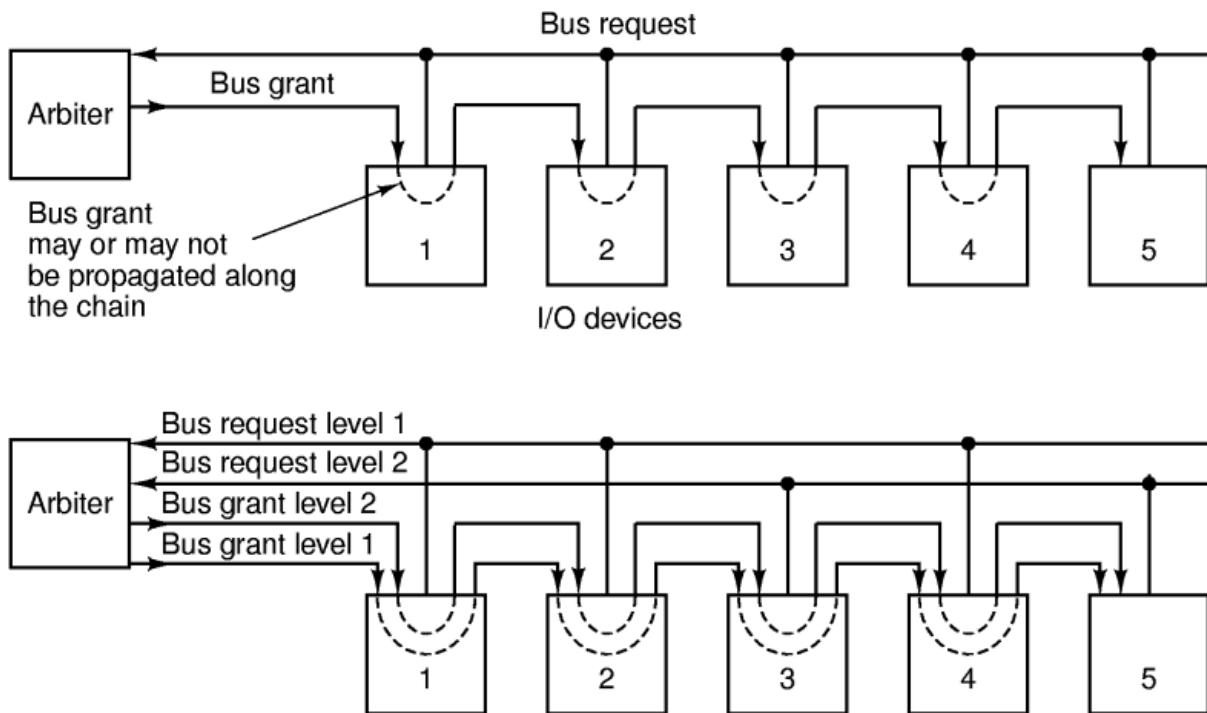 Bus request
Arbiter
Bus grant
Bus grant
may or may not
be propagated along
the chain
1
2
3
4
5
I/O devices
Bus request level 1
Bus request level 2
Arbiter
Bus grant level 2
Bus grant level 1
1
2
3
4
5